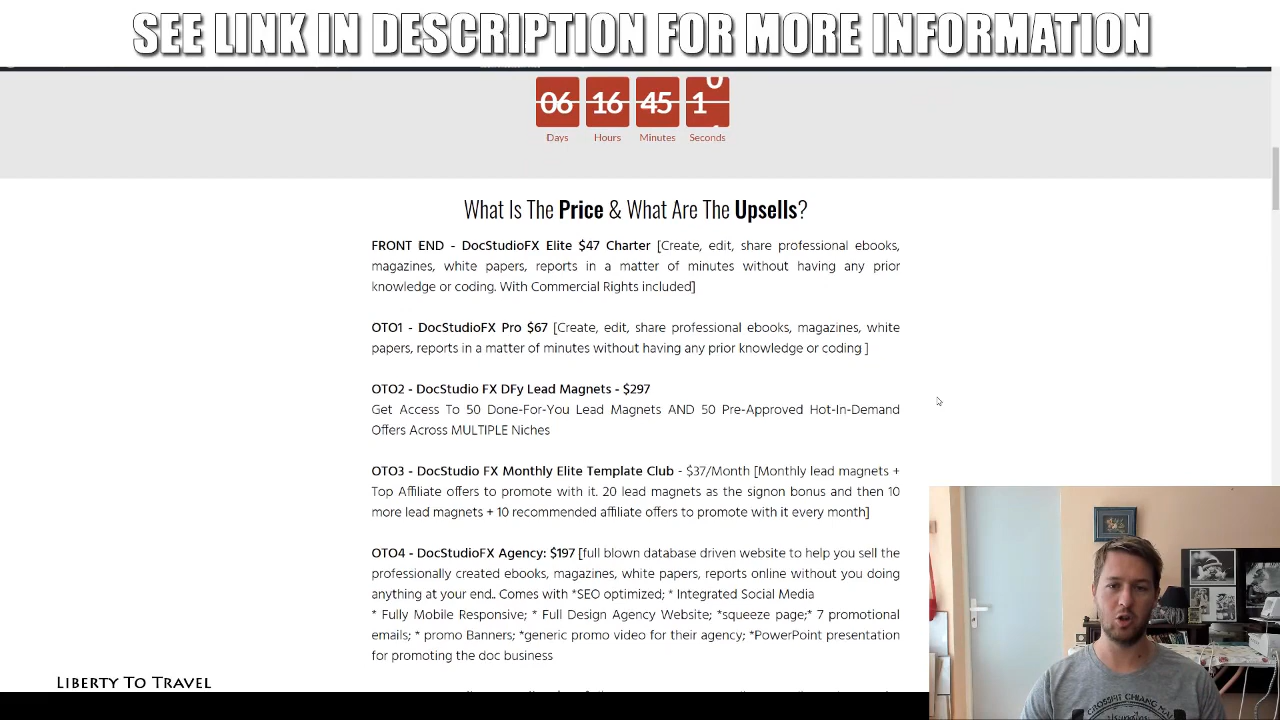 SEE LINK IN DESCRIPTION FOR MORE INFORMATION
06 16 45 1
Days Hours Minutes Seconds
What Is The Price & What Are The Upsells?
FRONT END - DocStudioFX Elite $47 Charter [Create, edit, share professional ebooks,
magazines, white papers, reports in a matter of minutes without having any prior
knowledge or coding. With Commercial Rights included]
OTO1 - DocStudioFX Pro $67 [Create, edit, share professional ebooks, magazines, white
papers, reports in a matter of minutes without having any prior knowledge or coding ]
OTO2 - DocStudio FX DFy Lead Magnets - $297
Get Access To 50 Done-For-You Lead Magnets AND 50 Pre-Approved Hot-In-Demand
Offers Across MULTIPLE Niches
OTO3 - DocStudio FX Monthly Elite Template Club - $37/Month [Monthly lead magnets +
Top Affiliate offers to promote with it. 20 lead magnets as the signon bonus and then 10
more lead magnets + 10 recommended affiliate offers to promote with it every month]
OTO4 - DocStudioFX Agency: $197 [full blown database driven website to help you sell the
professionally created ebooks, magazines, white papers, reports online without you doing
anything at your end.. Comes with *SEO optimized; * Integrated Social Media
* Fully Mobile Responsive; * Full Design Agency Website; *squeeze page;* 7 promotional
emails; * promo Banners; *generic promo video for their agency; *PowerPoint presentation
for promoting the doc business
LIBERTY TO TRAVEL
CROSSFIT CHIANG MAI